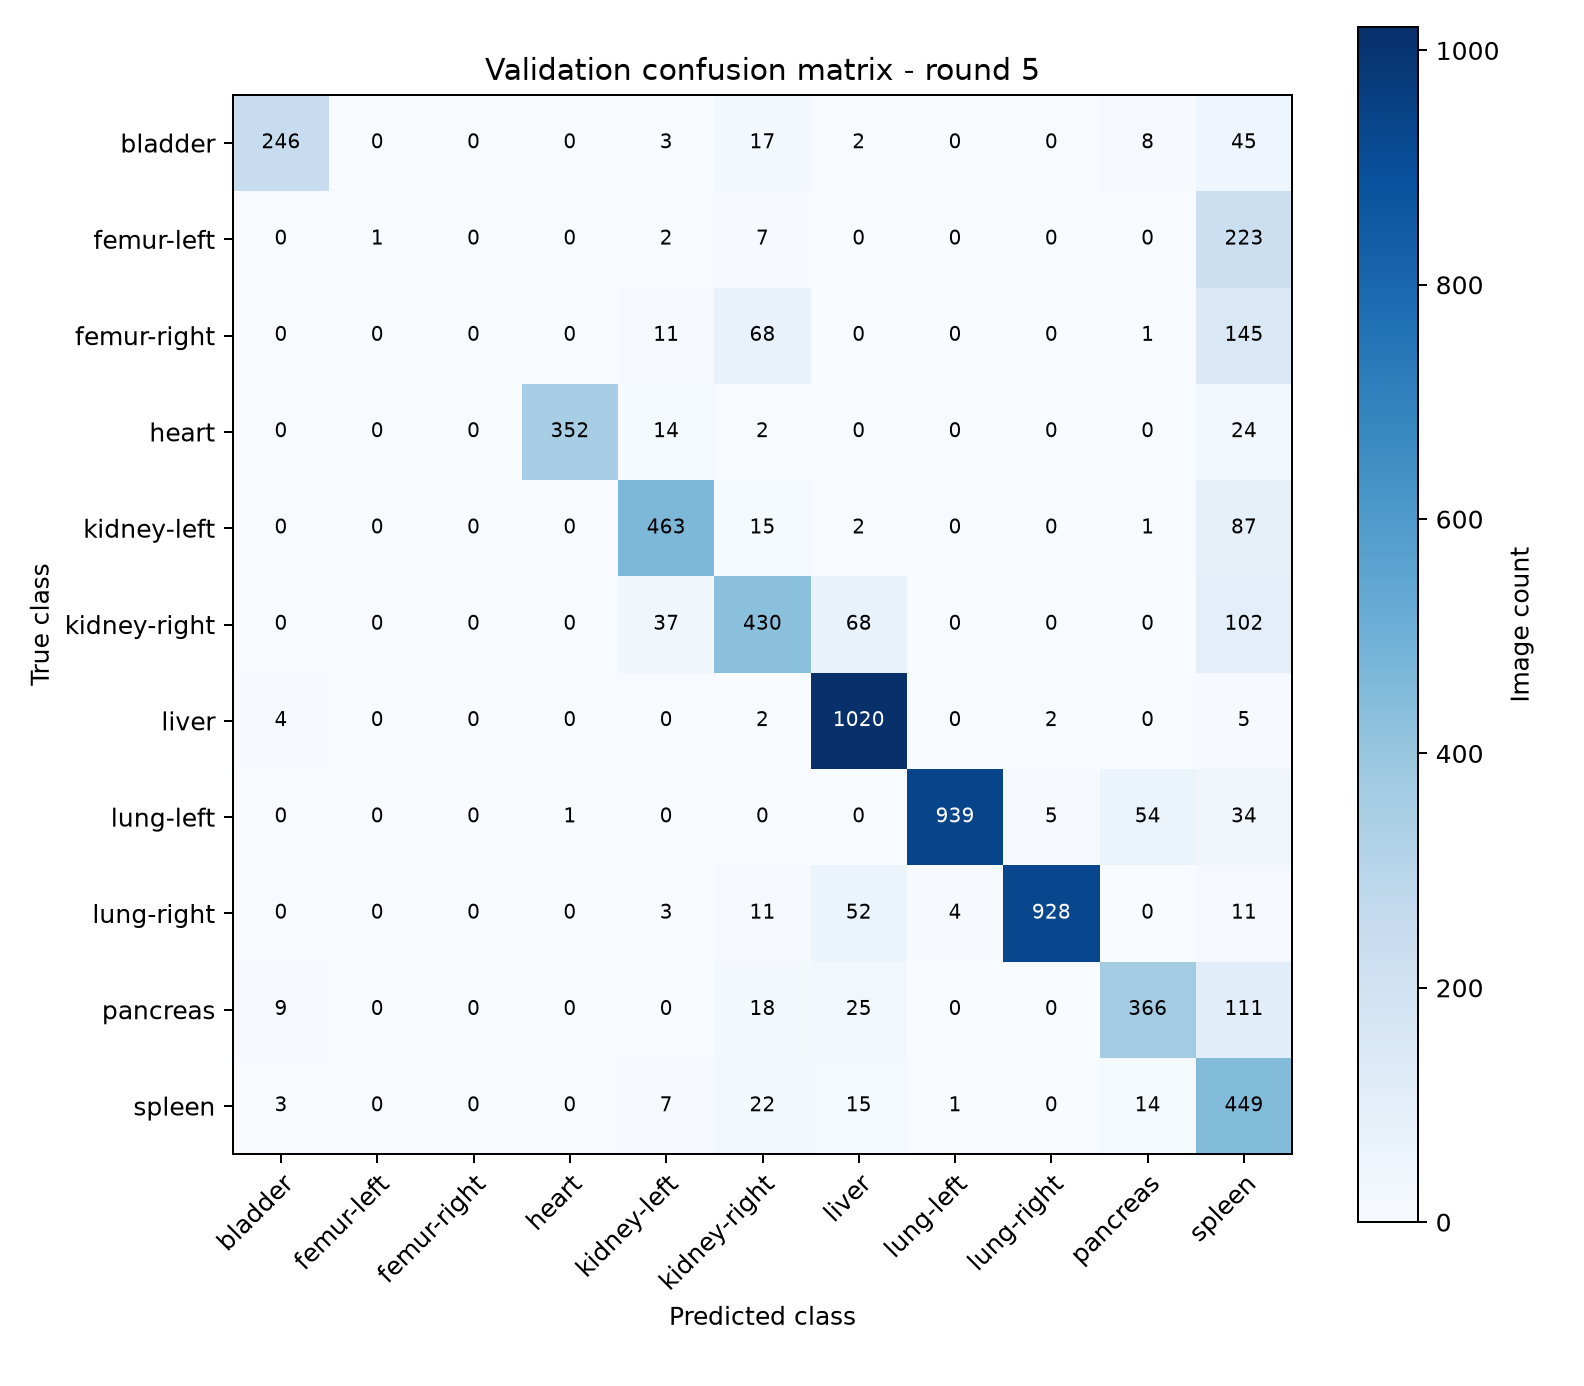 Validation confusion matrix - round 5
bladder 246 0 0 0 3 17 2 0 0 8 45
femur-left 0 1 0 0 2 7 0 0 0 0 223
femur-right 0 0 0 0 11 68 0 0 0 1 145
heart 0 0 0 352 14 2 0 0 0 0 24
kidney-left 0 0 0 0 463 15 2 0 0 1 87
kidney-right 0 0 0 0 37 430 68 0 0 0 102
liver 4 0 0 0 0 2 1020 0 2 0 5
lung-left 0 0 0 1 0 0 0 939 5 54 34
lung-right 0 0 0 0 3 11 52 4 928 0 11
pancreas 9 0 0 0 0 18 25 0 0 366 111
spleen 3 0 0 0 7 22 15 1 0 14 449
bladder femur-left femur-right heart kidney-left kidney-right liver lung-left lung-right pancreas spleen
Predicted class
True class
1000
800
600
400
200
0
Image count